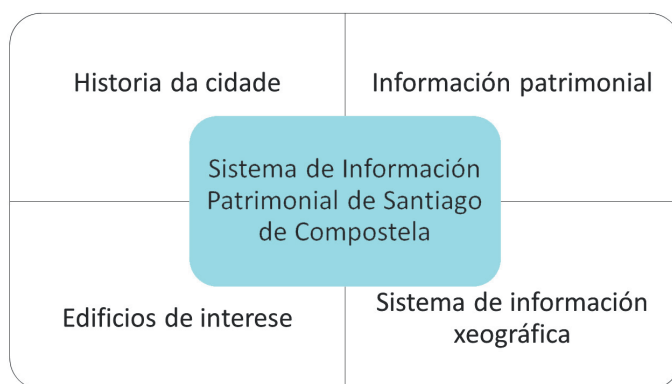 Historia da cidade
Información patrimonial
Sistema de Información
Patrimonial de Santiago
de Compostela
Edificios de interese
Sistema de información
xeográfica